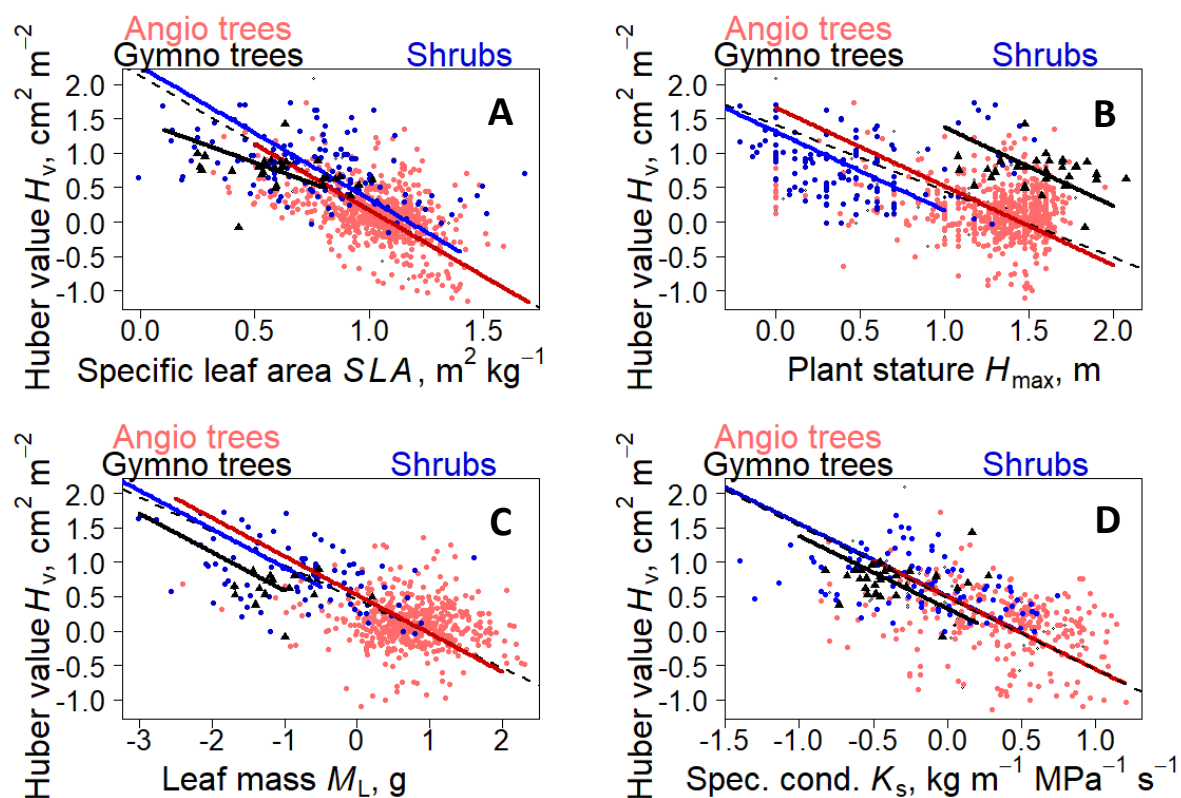 Angio trees
Gymno trees Shrubs
A
Huber value Hv, cm² m⁻²
2.0
1.5
1.0
0.5
0.0
-0.5
-1.0
0.0 0.5 1.0 1.5
Specific leaf area SLA, m² kg⁻¹
Angio trees
Gymno trees Shrubs
B
Huber value Hv, cm² m⁻²
2.0
1.5
1.0
0.5
0.0
-0.5
-1.0
0.0 0.5 1.0 1.5 2.0
Plant stature Hmax, m
Angio trees
Gymno trees Shrubs
C
Huber value Hv, cm² m⁻²
2.0
1.5
1.0
0.5
0.0
-0.5
-1.0
-3 -2 -1 0 1 2
Leaf mass ML, g
Angio trees
Gymno trees Shrubs
D
Huber value Hv, cm² m⁻²
2.0
1.5
1.0
0.5
0.0
-0.5
-1.0
-1.5 -1.0 -0.5 0.0 0.5 1.0
Spec. cond. Ks, kg m⁻¹ MPa⁻¹ s⁻¹